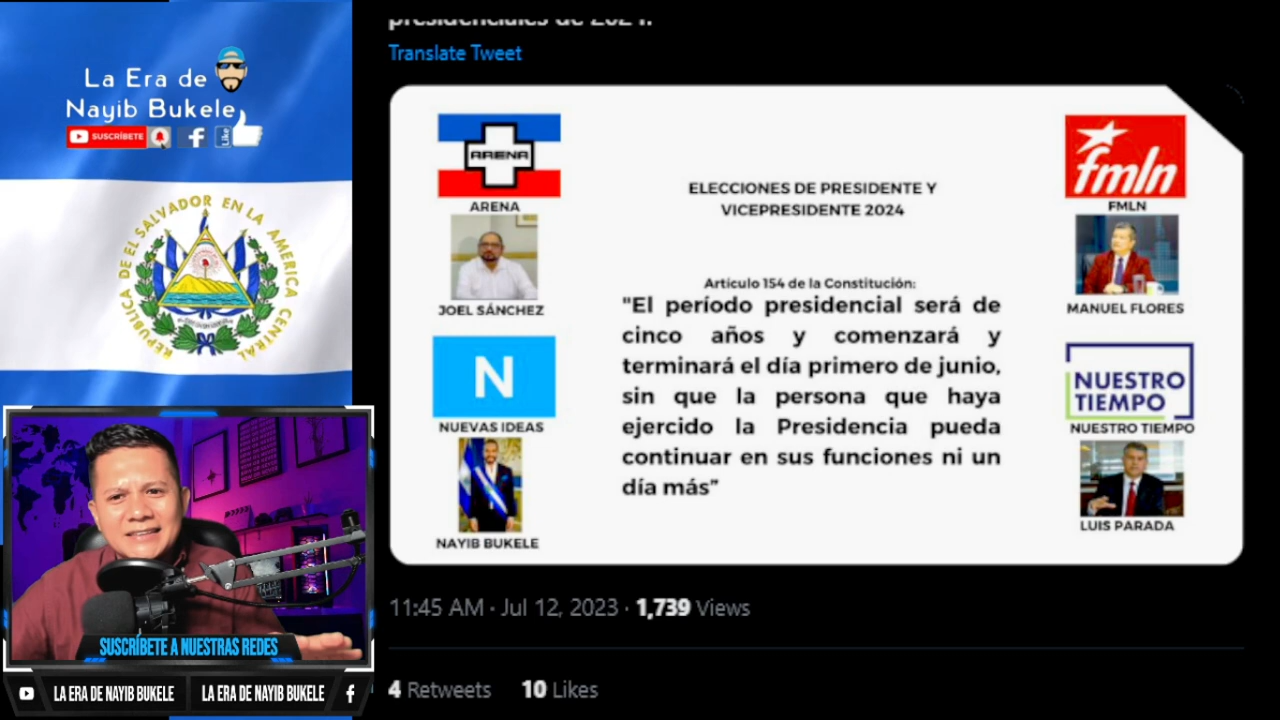 La Era de
Nayib Bukele
SUSCRÍBETE
Like
REPÚBLICA DE EL SALVADOR EN LA AMERICA CENTRAL
SUSCRÍBETE A NUESTRAS REDES
LA ERA DE NAYIB BUKELE
LA ERA DE NAYIB BUKELE
presidenciales de 2024.
Translate Tweet
ARENA
ARENA
JOEL SÁNCHEZ
N
NUEVAS IDEAS
NAYIB BUKELE
ELECCIONES DE PRESIDENTE Y
VICEPRESIDENTE 2024
Artículo 154 de la Constitución:
"El período presidencial será de
cinco años y comenzará y
terminará el día primero de junio,
sin que la persona que haya
ejercido la Presidencia pueda
continuar en sus funciones ni un
día más”
fmln
FMLN
MANUEL FLORES
NUESTRO
TIEMPO
NUESTRO TIEMPO
LUIS PARADA
11:45 AM · Jul 12, 2023 · 1,739 Views
4 Retweets 10 Likes